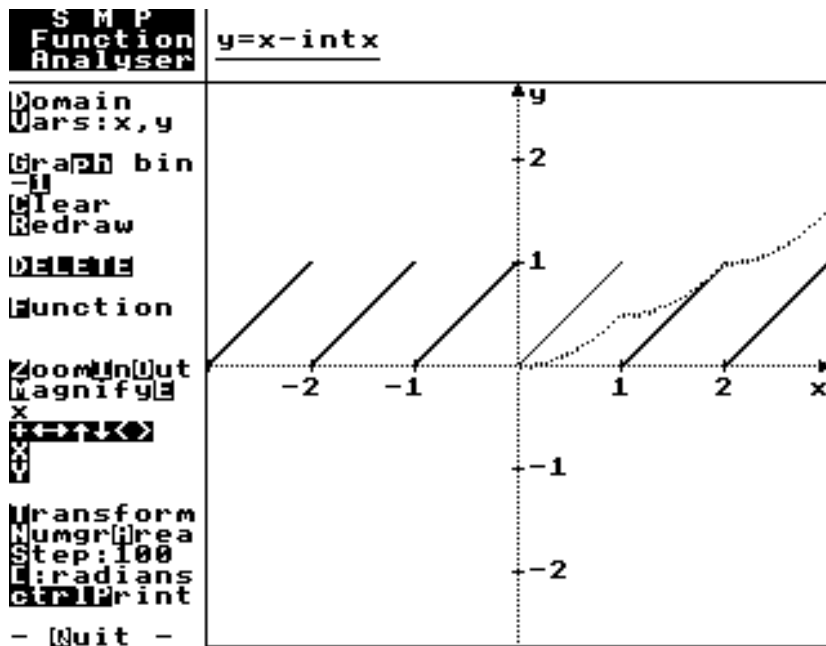 S M P
Function
Analyser
y=x-intx
Domain
Vars:x,y
Graph bin
-1
Clear
Redraw
DELETE
Function
ZoomInOut
MagnifyE
x
+↔↑↓<>
X
Y
Transform
NumgrArea
Step:100
C:radians
ctrlPrint
- Quit -
y
2
1
-2
-1
1
2
x
-1
-2